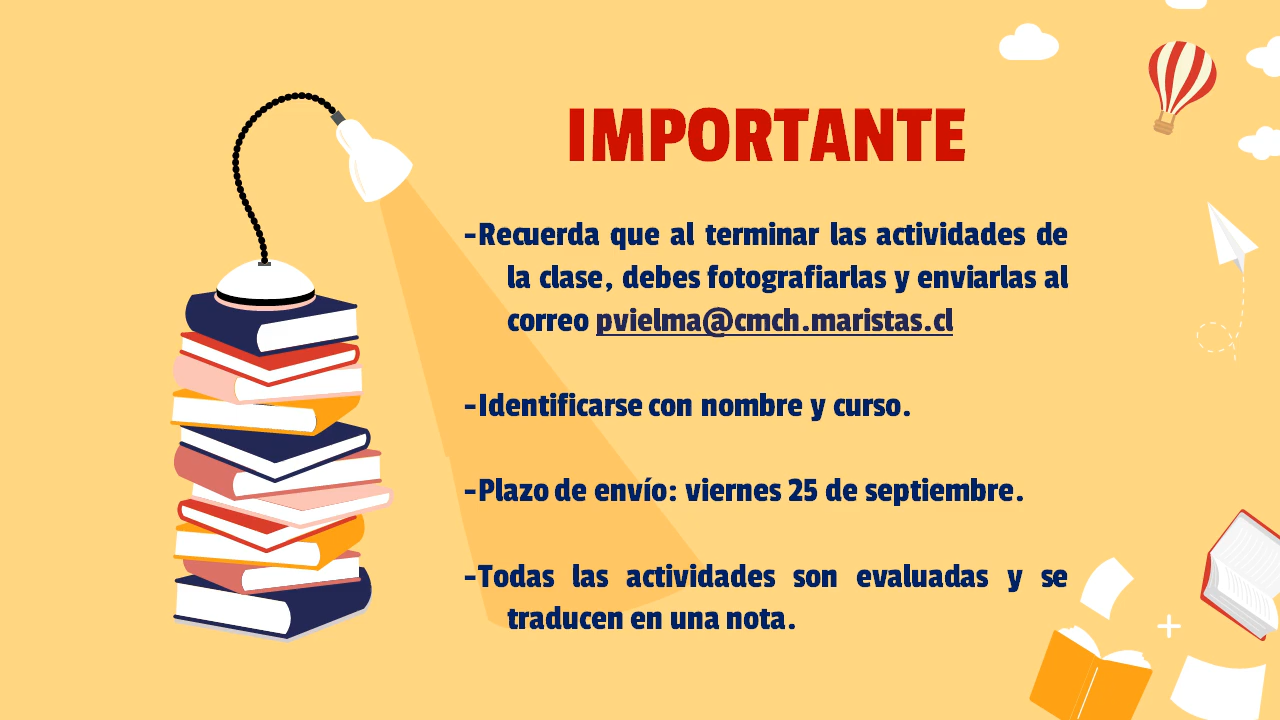 IMPORTANTE
-Recuerda que al terminar las actividades de
la clase, debes fotografiarlas y enviarlas al
correo pvielma@cmch.maristas.cl
-Identificarse con nombre y curso.
-Plazo de envío: viernes 25 de septiembre.
-Todas las actividades son evaluadas y se
traducen en una nota.